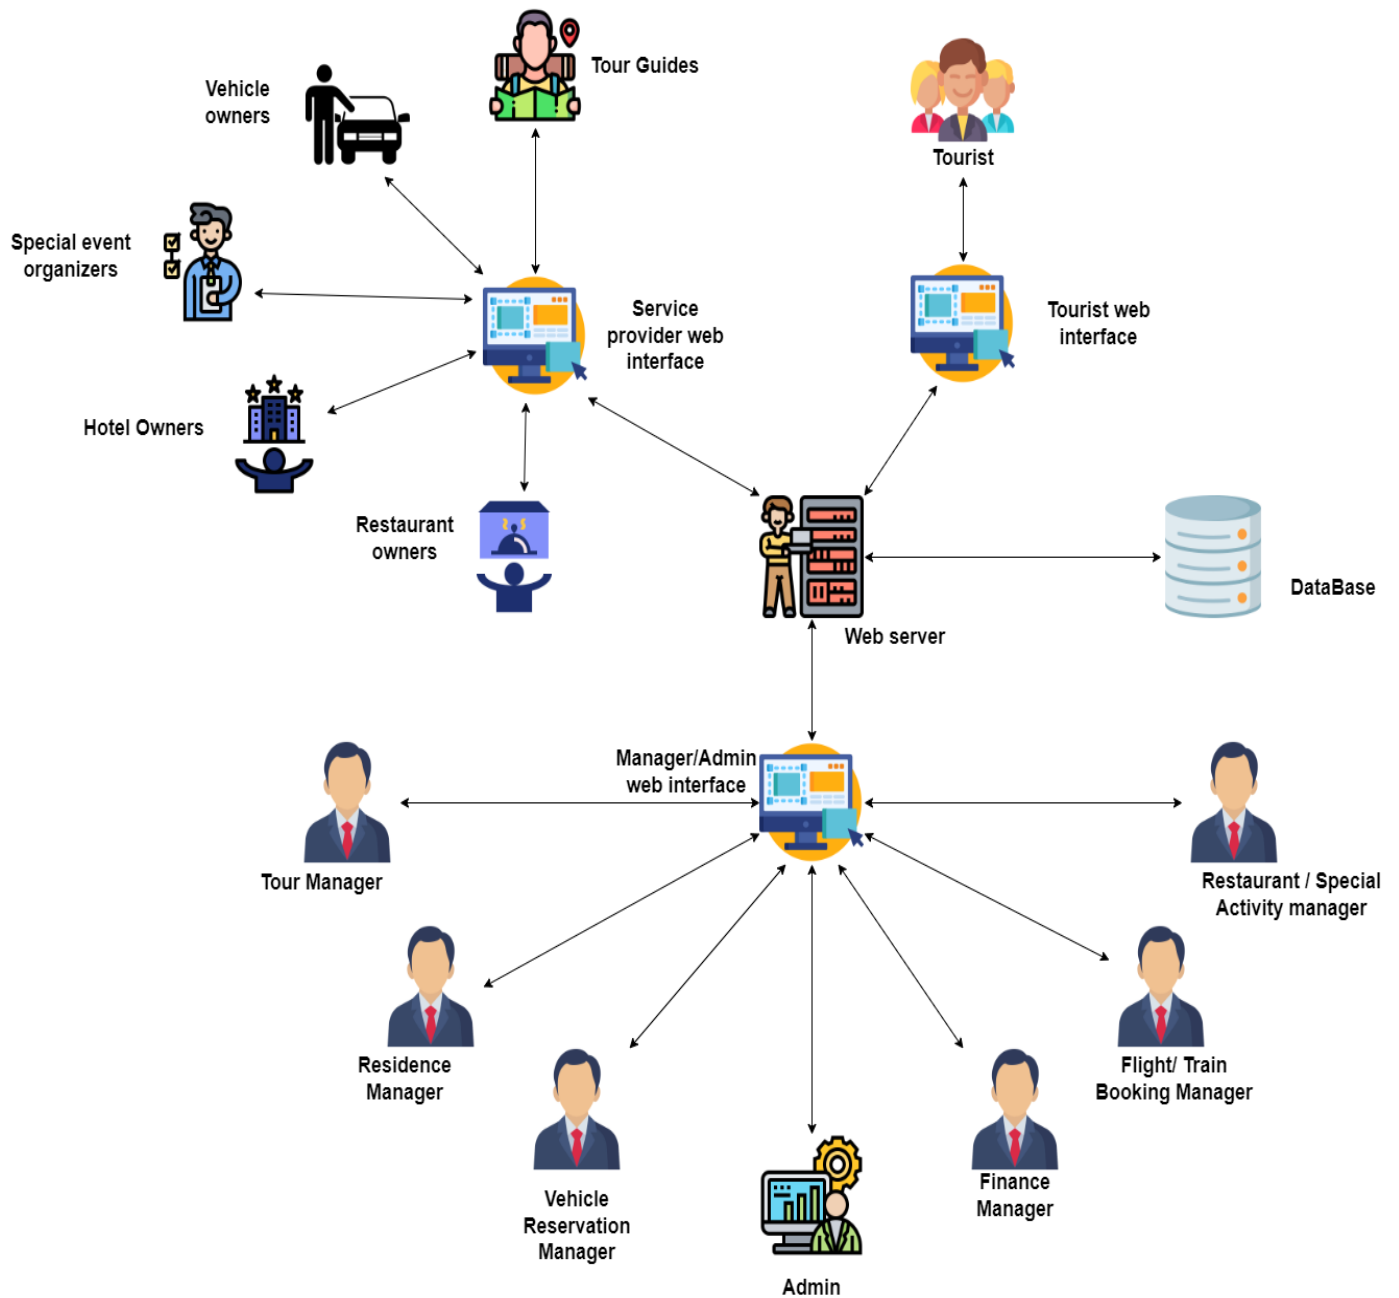 Tour Guides
Vehicle
owners
Tourist
Special event
organizers
Service
provider web
interface
Tourist web
interface
Hotel Owners
Restaurant
owners
DataBase
Web server
Manager/Admin
web interface
Tour Manager
Restaurant / Special
Activity manager
Residence
Manager
Flight/ Train
Booking Manager
Vehicle
Reservation
Manager
Finance
Manager
Admin